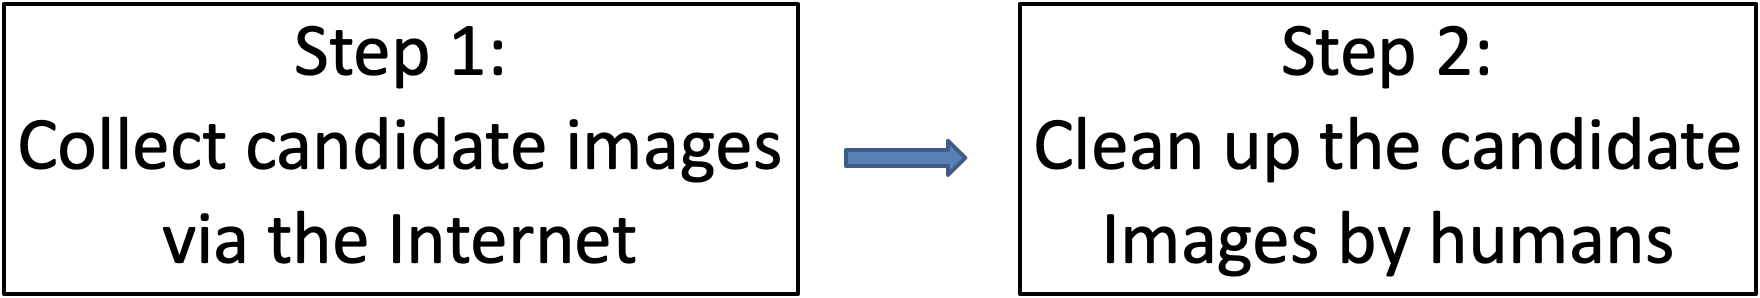 Step 1:
Collect candidate images
via the Internet
Step 2:
Clean up the candidate
Images by humans